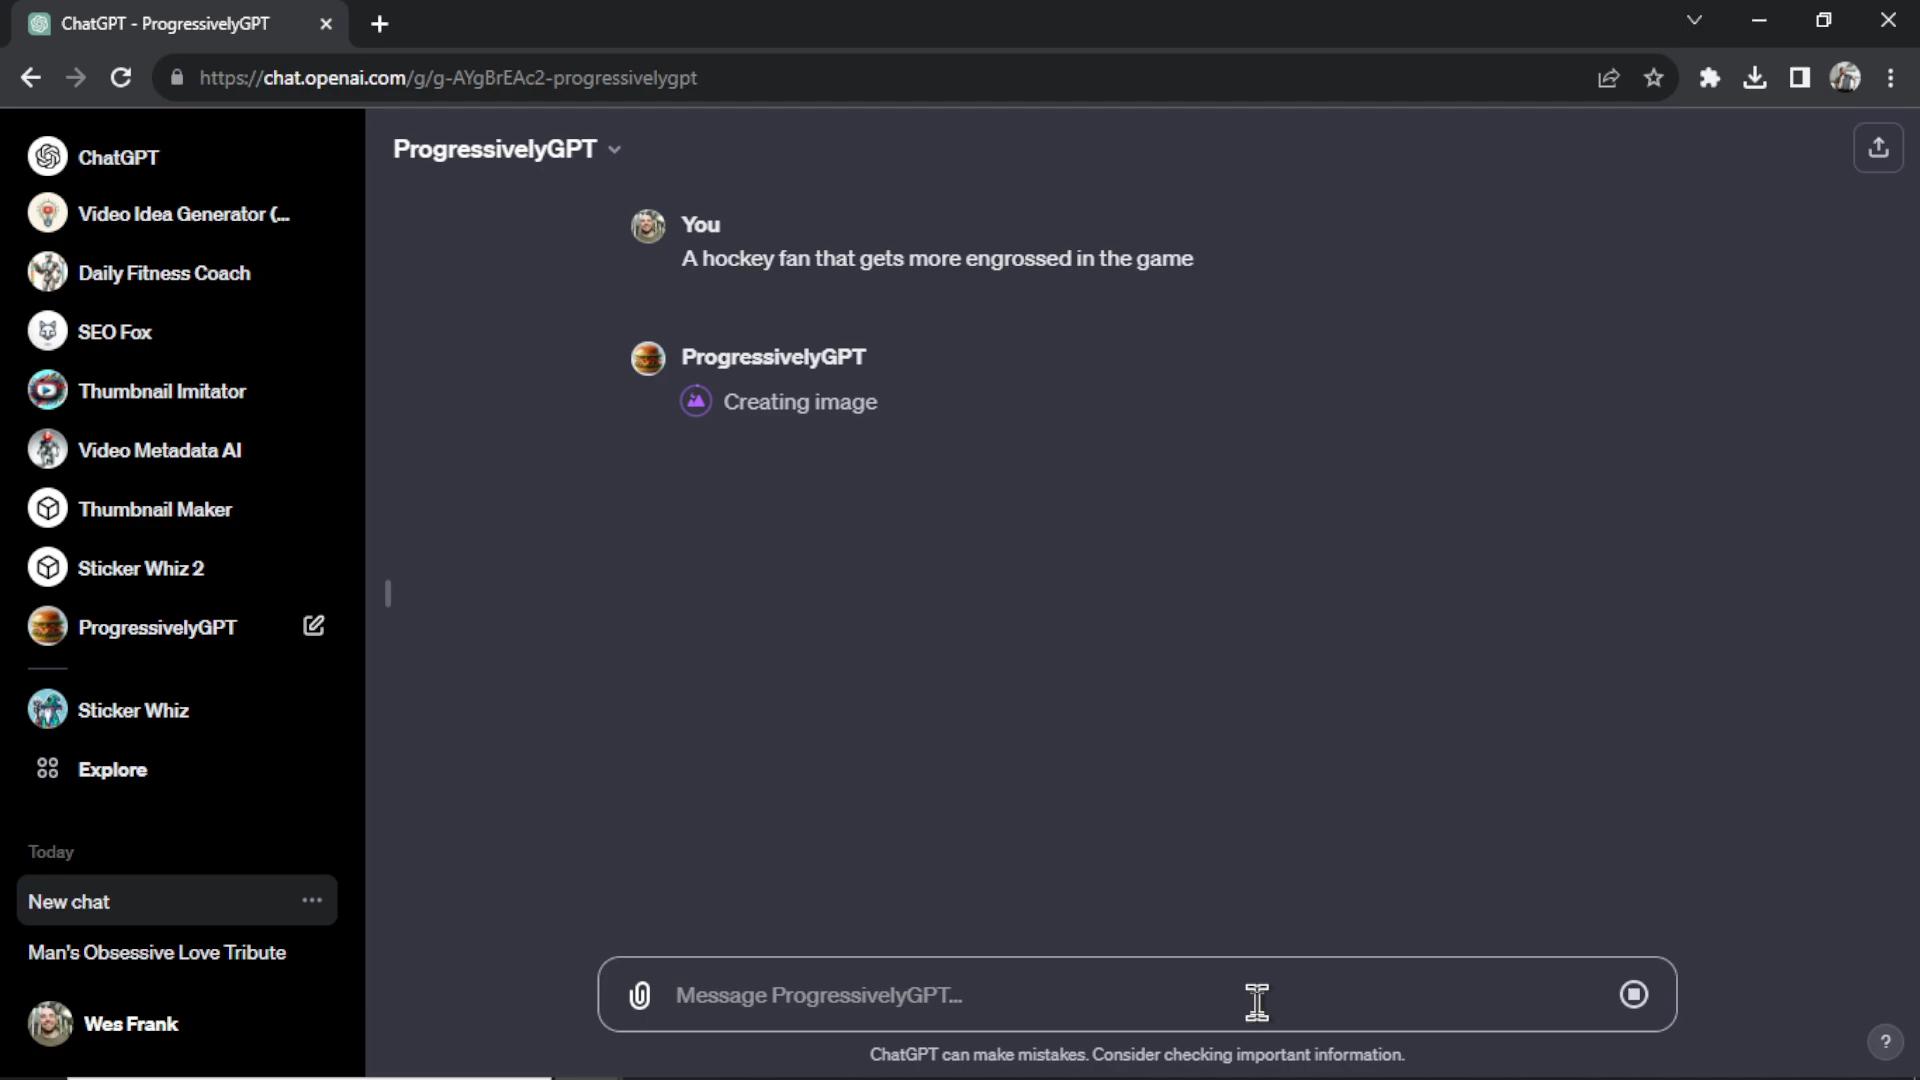 ChatGPT - ProgressivelyGPT
https://chat.openai.com/g/g-AYgBrEAc2-progressivelygpt
ChatGPT
Video Idea Generator (...
Daily Fitness Coach
SEO Fox
Thumbnail Imitator
Video Metadata AI
Thumbnail Maker
Sticker Whiz 2
ProgressivelyGPT
Sticker Whiz
Explore
Today
New chat
Man's Obsessive Love Tribute
Wes Frank
ProgressivelyGPT
You
A hockey fan that gets more engrossed in the game
ProgressivelyGPT
Creating image
Message ProgressivelyGPT...
ChatGPT can make mistakes. Consider checking important information.
?